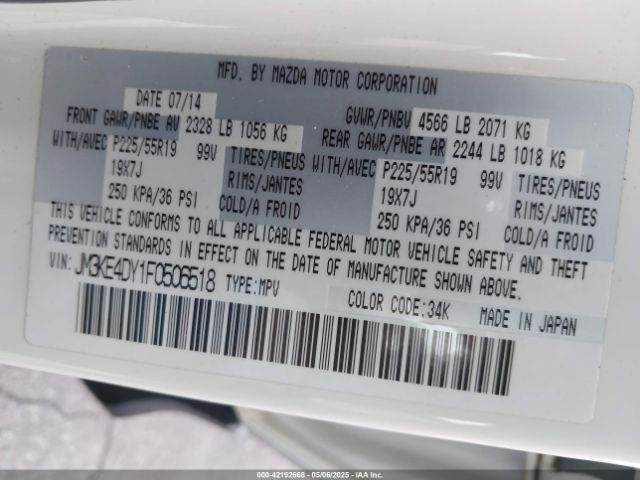 MFD. BY MAZDA MOTOR CORPORATION
DATE 07/14 GVWR/PNBV 4566 LB 2071 KG
FRONT GAWR/PNBE AV 2328 LB 1056 KG REAR GAWR/PNBE AR 2244 LB 1018 KG
WITH/AVEC P225/55R19 99V TIRES/PNEUS WITH/AVEC P225/55R19 99V TIRES/PNEUS
19X7J RIMS/JANTES 19X7J RIMS/JANTES
250 KPA/36 PSI COLD/A FROID 250 KPA/36 PSI COLD/A FROID
THIS VEHICLE CONFORMS TO ALL APPLICABLE FEDERAL MOTOR VEHICLE SAFETY AND THEFT
PREVENTION STANDARDS IN EFFECT ON THE DATE OF MANUFACTURE SHOWN ABOVE.
VIN: JM3KE4DY1F0506518 TYPE:MPV
COLOR CODE:34K MADE IN JAPAN
000-42192668 - 05/06/2025 - IAAI.COM